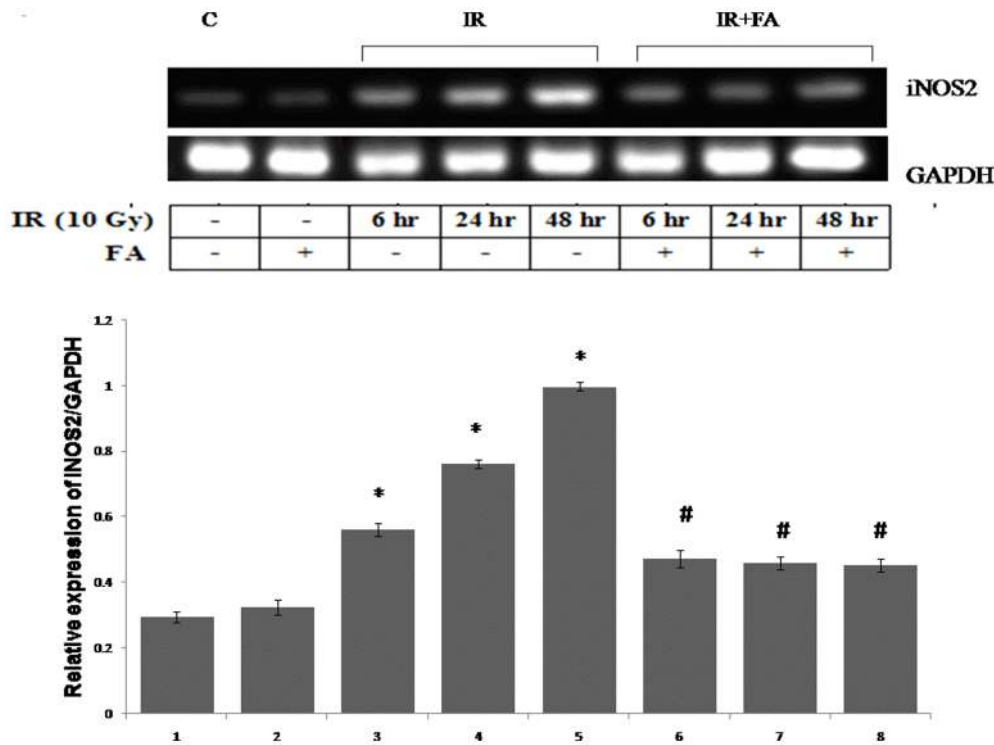 C IR IR+FA
iNOS2
GAPDH
IR (10 Gy) - - 6 hr 24 hr 48 hr 6 hr 24 hr 48 hr
FA - + - - - + + +
Relative expression of iNOS2/GAPDH
1.2
1
0.8
0.6
0.4
0.2
0
* * * # # #
1 2 3 4 5 6 7 8